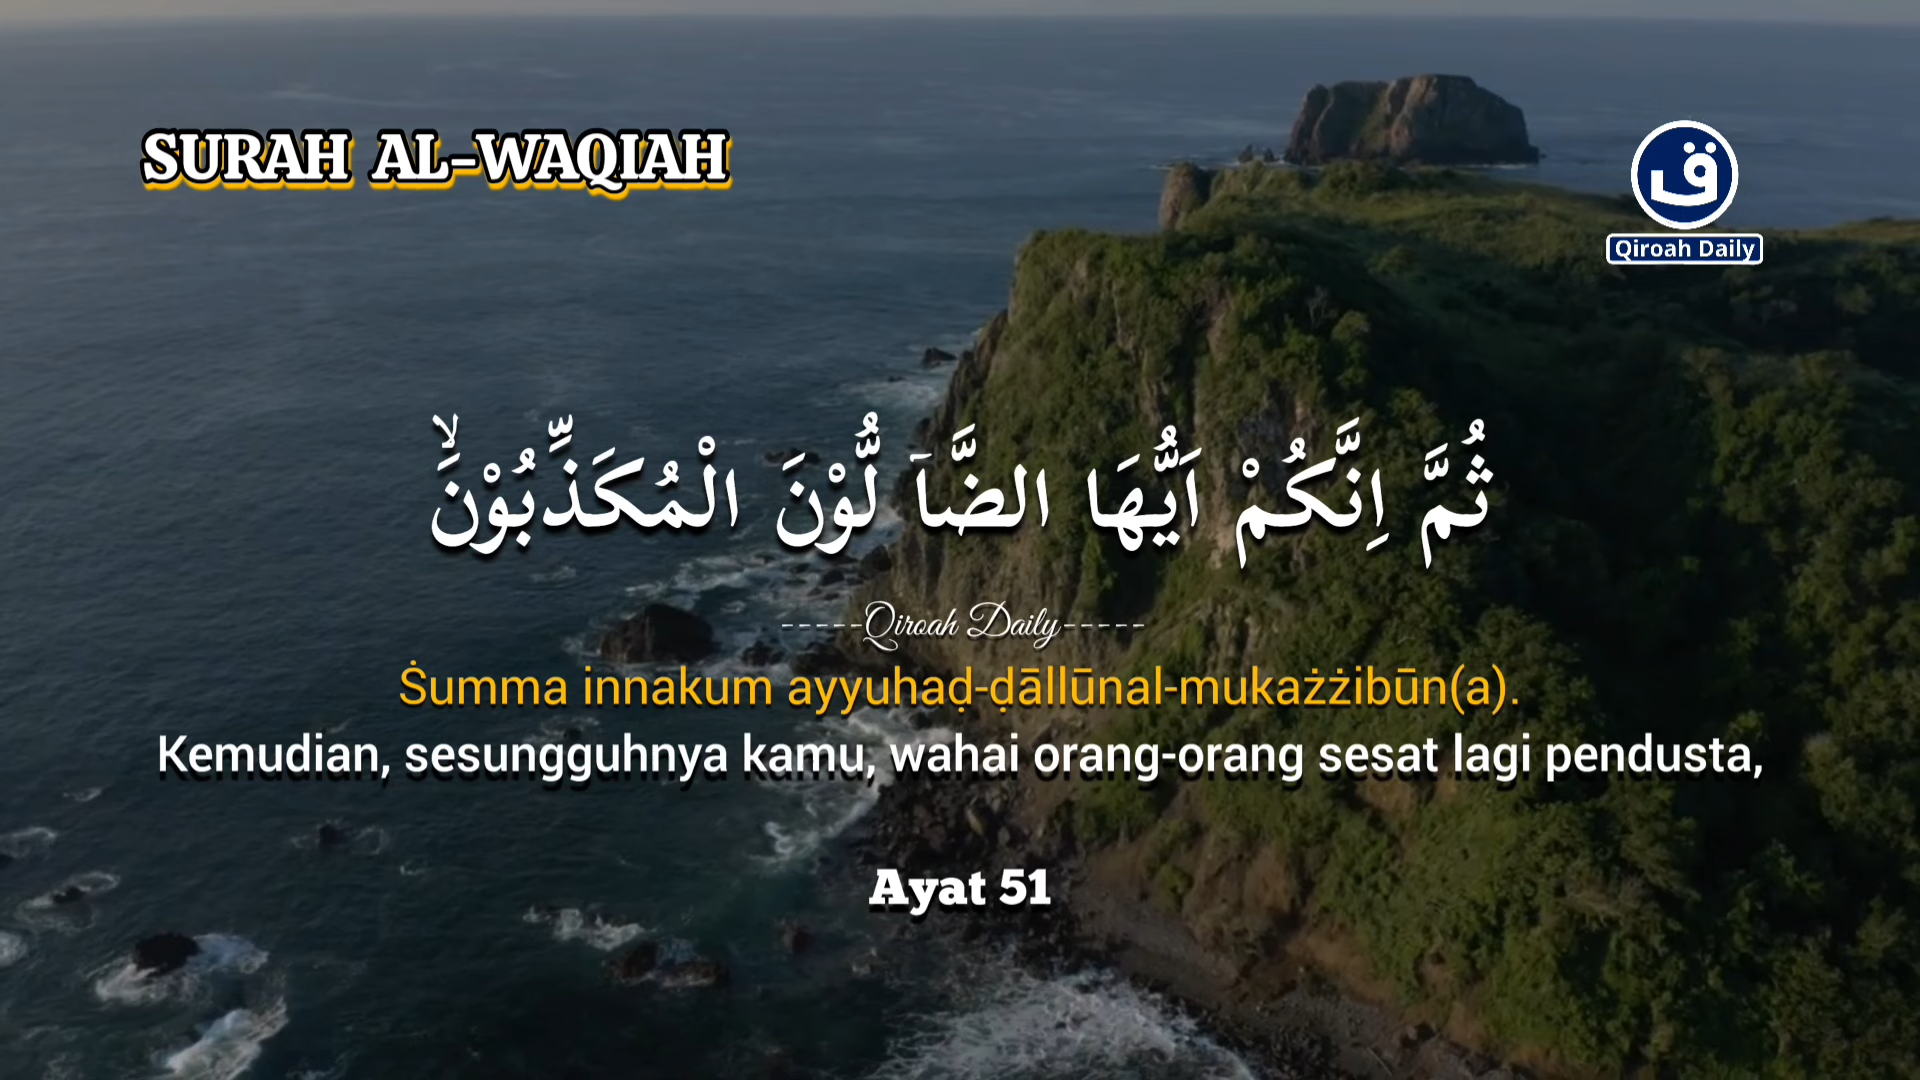 SURAH AL-WAQIAH
ق
Qiroah Daily
ثُمَّ اِنَّكُمْ اَيُّهَا الضَّاۤ لُّوْنَ الْمُكَذِّبُوْنَۙ
-----Qiroah Daily-----
Ṡumma innakum ayyuhaḍ-ḍāllūnal-mukażżibūn(a).
Kemudian, sesungguhnya kamu, wahai orang-orang sesat lagi pendusta,
Ayat 51